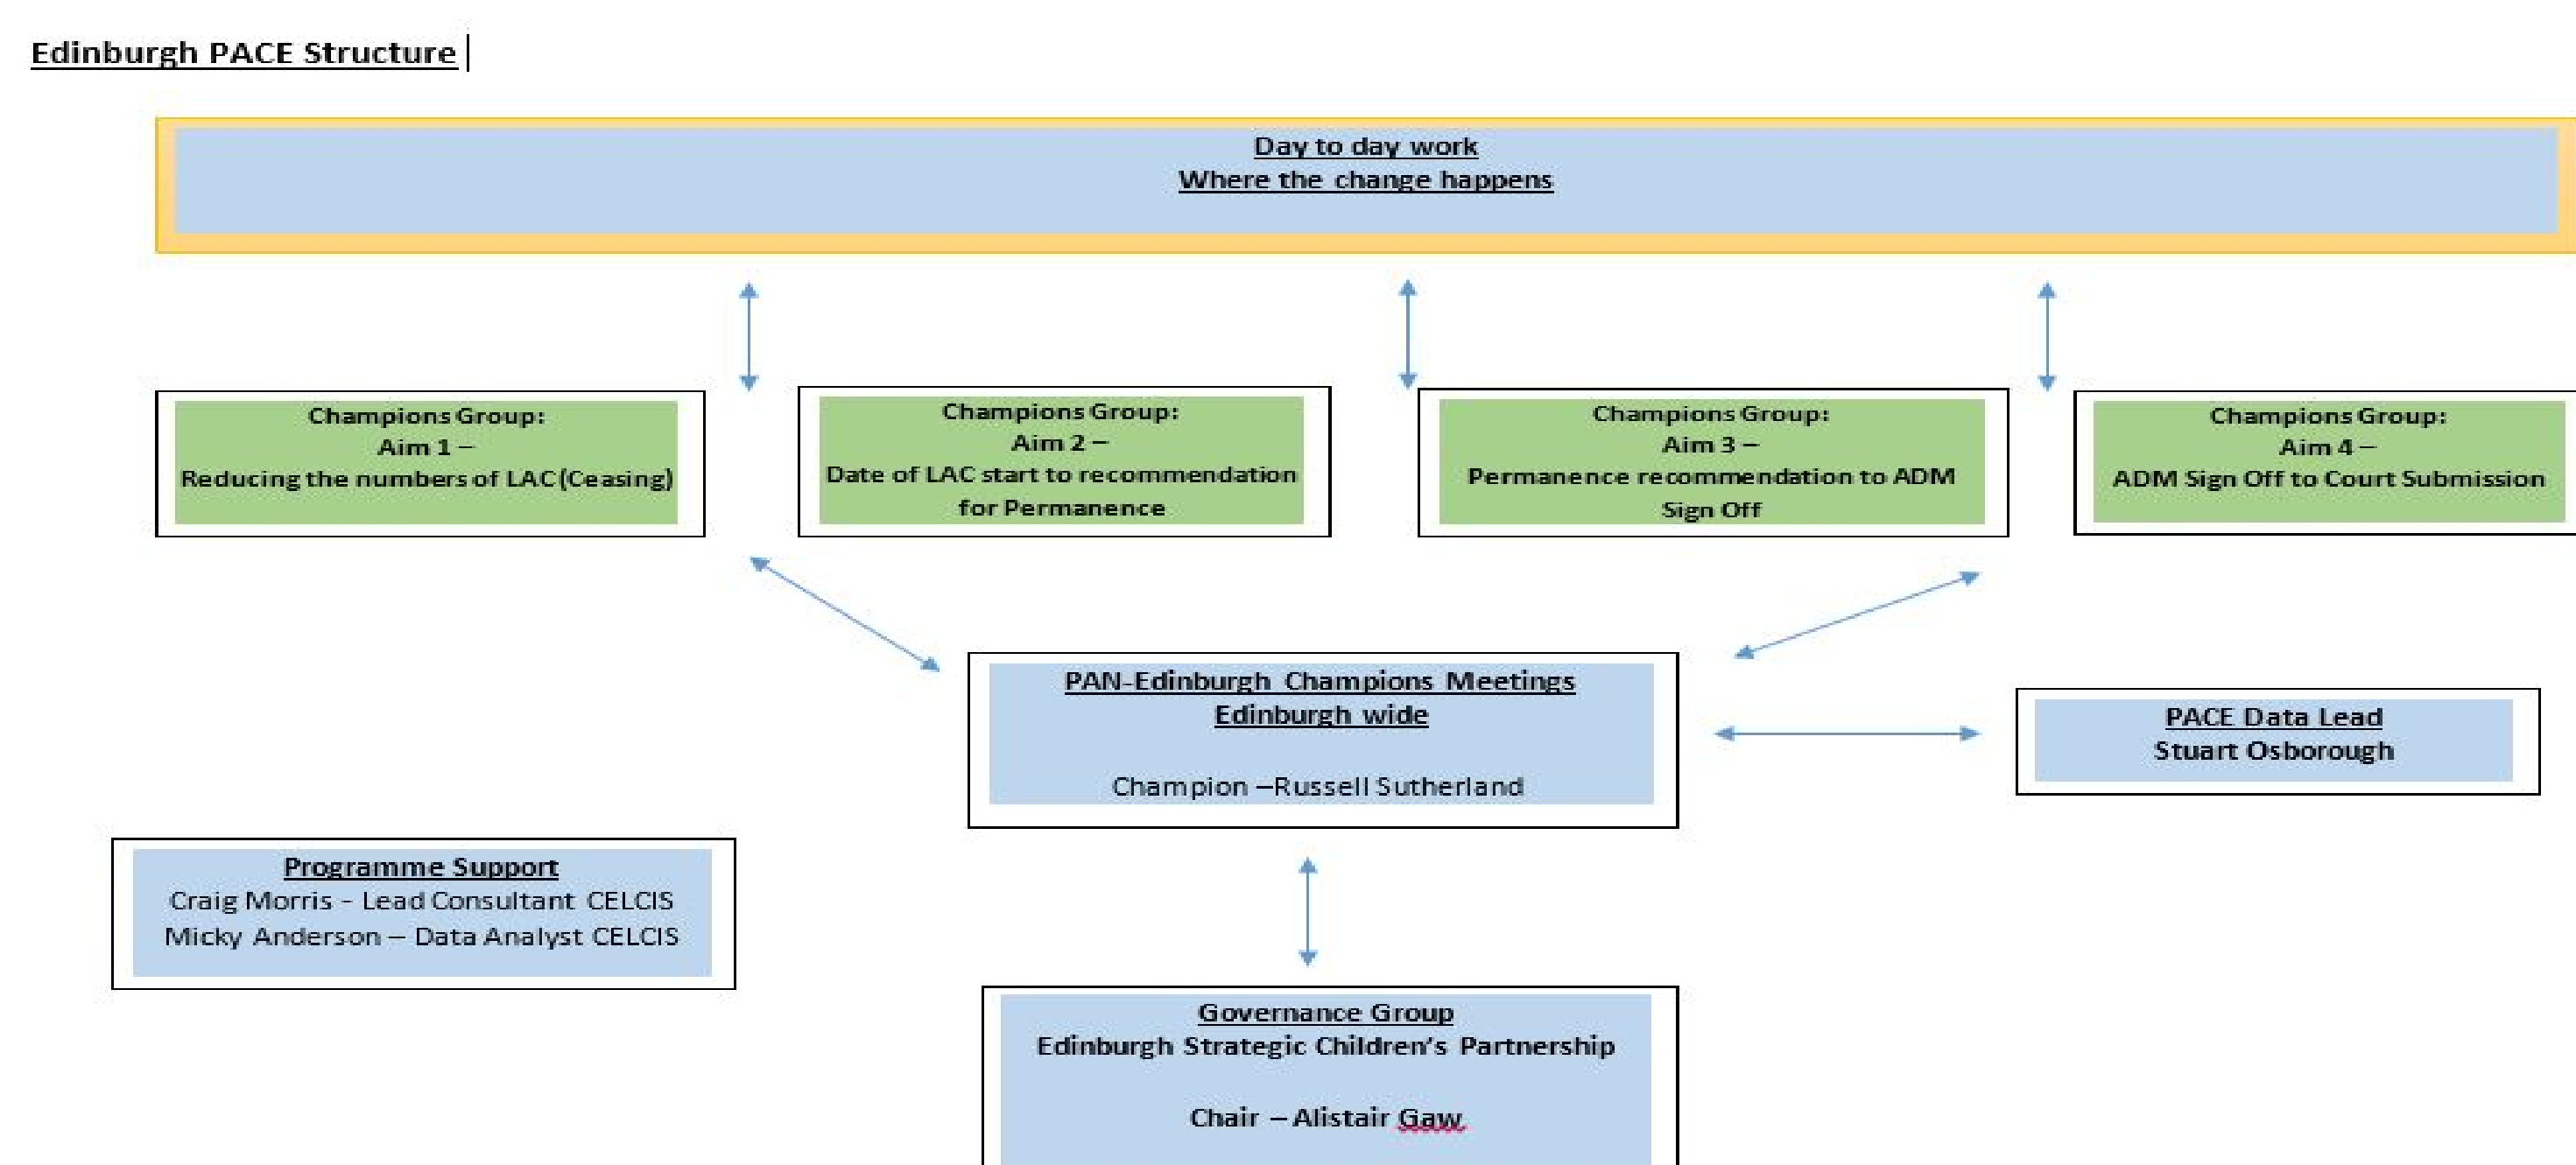 Edinburgh PACE Structure
Day to day work
Where the change happens
Champions Group:
Aim 1 –
Reducing the numbers of LAC (Ceasing)
Champions Group:
Aim 2 –
Date of LAC start to recommendation
for Permanence
Champions Group:
Aim 3 –
Permanence recommendation to ADM
Sign Off
Champions Group:
Aim 4 –
ADM Sign Off to Court Submission
PAN-Edinburgh Champions Meetings
Edinburgh wide
Champion –Russell Sutherland
PACE Data Lead
Stuart Osborough
Programme Support
Craig Morris - Lead Consultant CELCIS
Micky Anderson – Data Analyst CELCIS
Governance Group
Edinburgh Strategic Children's Partnership
Chair – Alistair Gaw